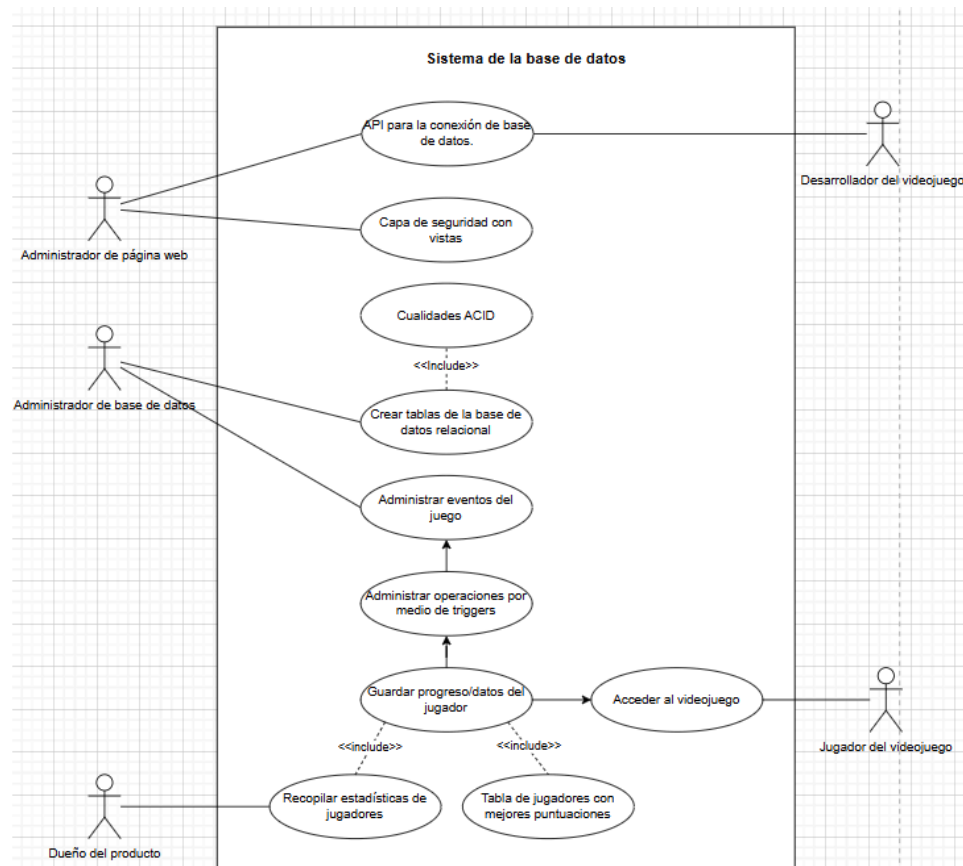 Sistema de la base de datos
API para la conexión de base
de datos.
Desarrollador del videojuego
Capa de seguridad con
vistas
Administrador de página web
Cualidades ACID
<<Include>>
Administrador de base de datos
Crear tablas de la base de
datos relacional
Administrar eventos del
juego
Administrar operaciones por
medio de triggers
Guardar progreso/datos del
jugador
Acceder al videojuego
Jugador del videojuego
<<include>>
<<include>>
Recopilar estadísticas de
jugadores
Tabla de jugadores con
mejores puntuaciones
Dueño del producto